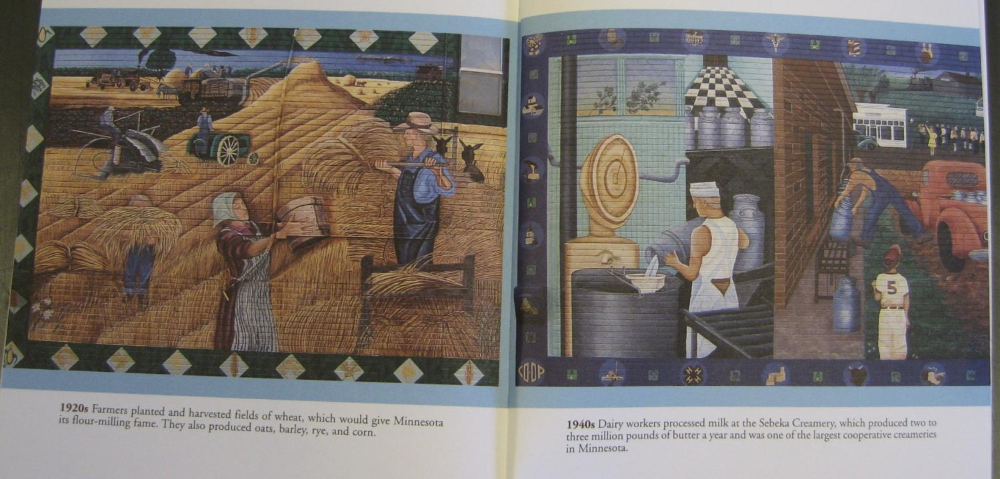 5
CO-OP
1920s Farmers planted and harvested fields of wheat, which would give Minnesota
its flour-milling fame. They also produced oats, barley, rye, and corn.
1940s Dairy workers processed milk at the Sebeka Creamery, which produced two to
three million pounds of butter a year and was one of the largest cooperative creameries
in Minnesota.